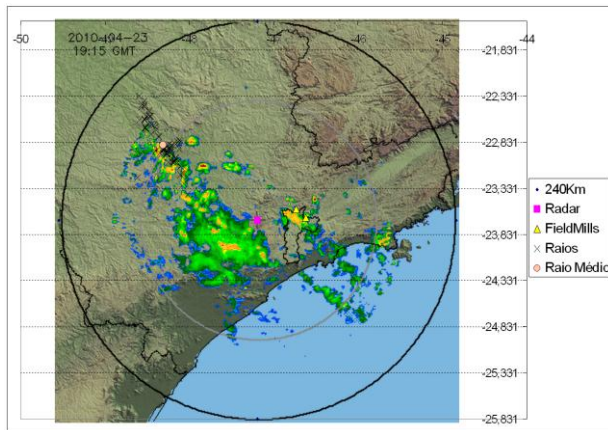 -50
-48
-46
-44
2010-04-23
19:15 GMT
-21,831
-22,331
-22,831
-23,331
-23,831
-24,331
-24,831
-25,331
-25,831
240Km
Radar
FieldMills
Raios
Raio Médio